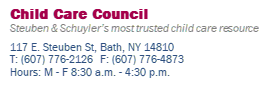 Child Care Council
Steuben & Schuyler's most trusted child care resource
117 E. Steuben St, Bath, NY 14810
T: (607) 776-2126 F: (607) 776-4873
Hours: M - F 8:30 a.m. - 4:30 p.m.